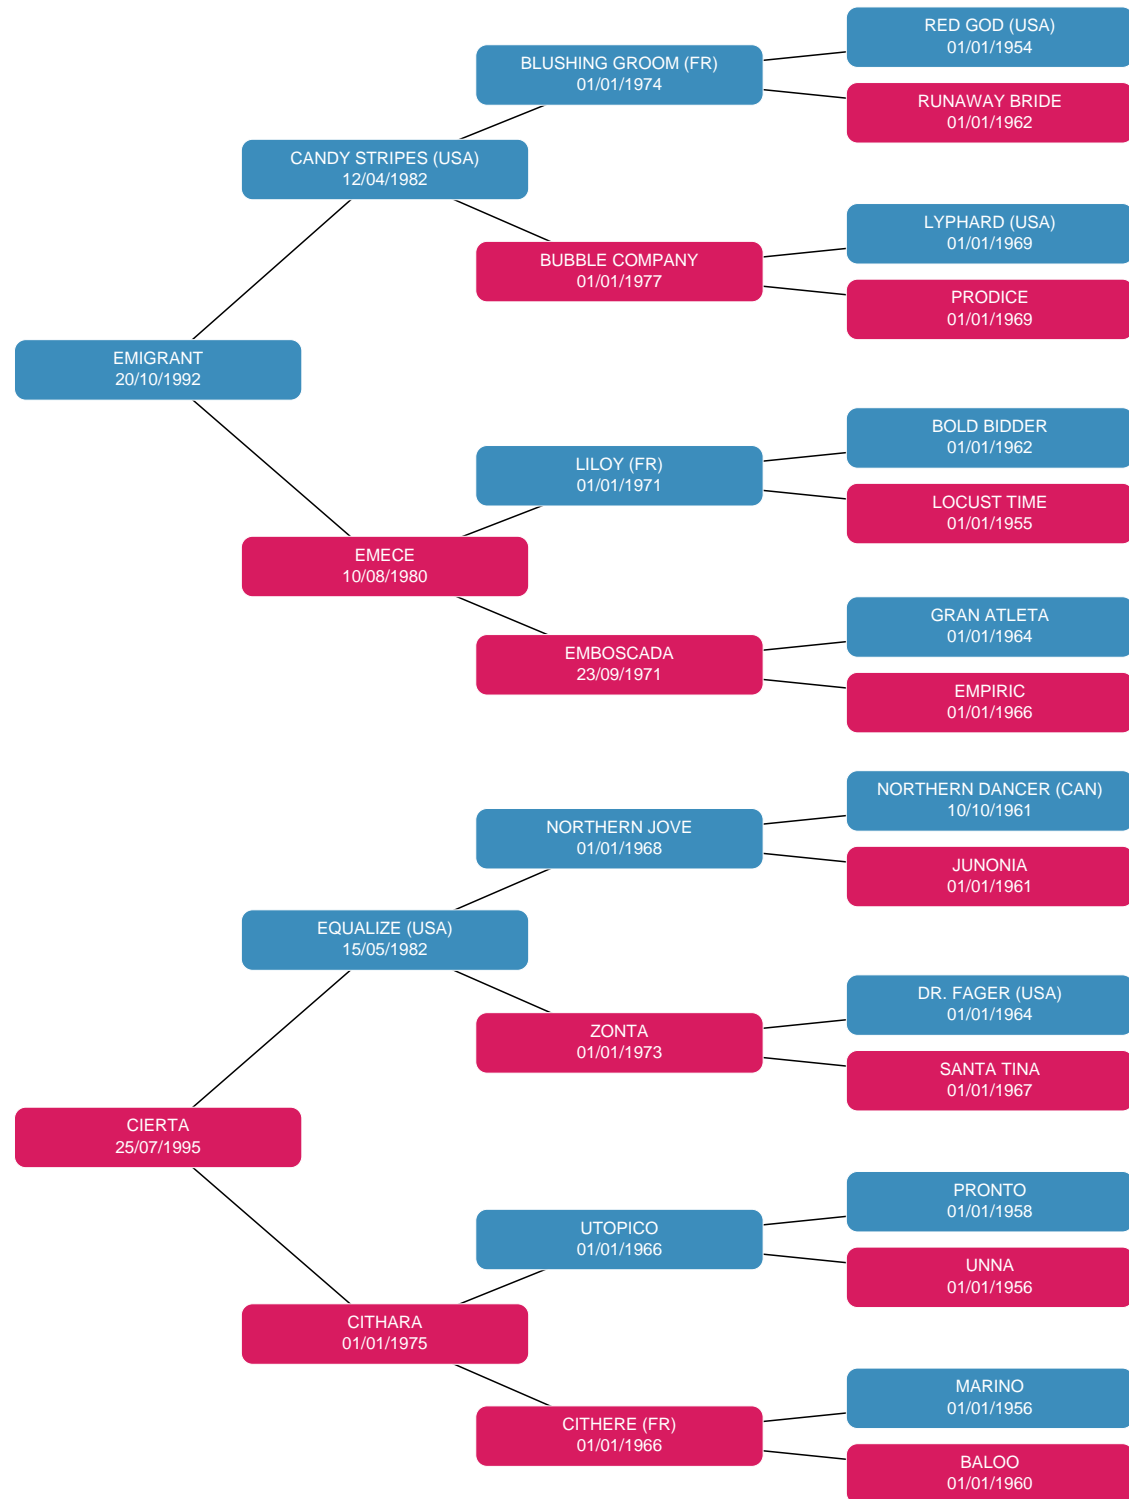 RED GOD (USA)
01/01/1954
BLUSHING GROOM (FR)
01/01/1974
RUNAWAY BRIDE
01/01/1962
CANDY STRIPES (USA)
12/04/1982
LYPHARD (USA)
01/01/1969
BUBBLE COMPANY
01/01/1977
PRODICE
01/01/1969
EMIGRANT
20/10/1992
BOLD BIDDER
01/01/1962
LILOY (FR)
01/01/1971
LOCUST TIME
01/01/1955
EMECE
10/08/1980
GRAN ATLETA
01/01/1964
EMBOSCADA
23/09/1971
EMPIRIC
01/01/1966
NORTHERN DANCER (CAN)
10/10/1961
NORTHERN JOVE
01/01/1968
JUNONIA
01/01/1961
EQUALIZE (USA)
15/05/1982
DR. FAGER (USA)
01/01/1964
ZONTA
01/01/1973
SANTA TINA
01/01/1967
CIERTA
25/07/1995
PRONTO
01/01/1958
UTOPICO
01/01/1966
UNNA
01/01/1956
CITHARA
01/01/1975
MARINO
01/01/1956
CITHERE (FR)
01/01/1966
BALOO
01/01/1960